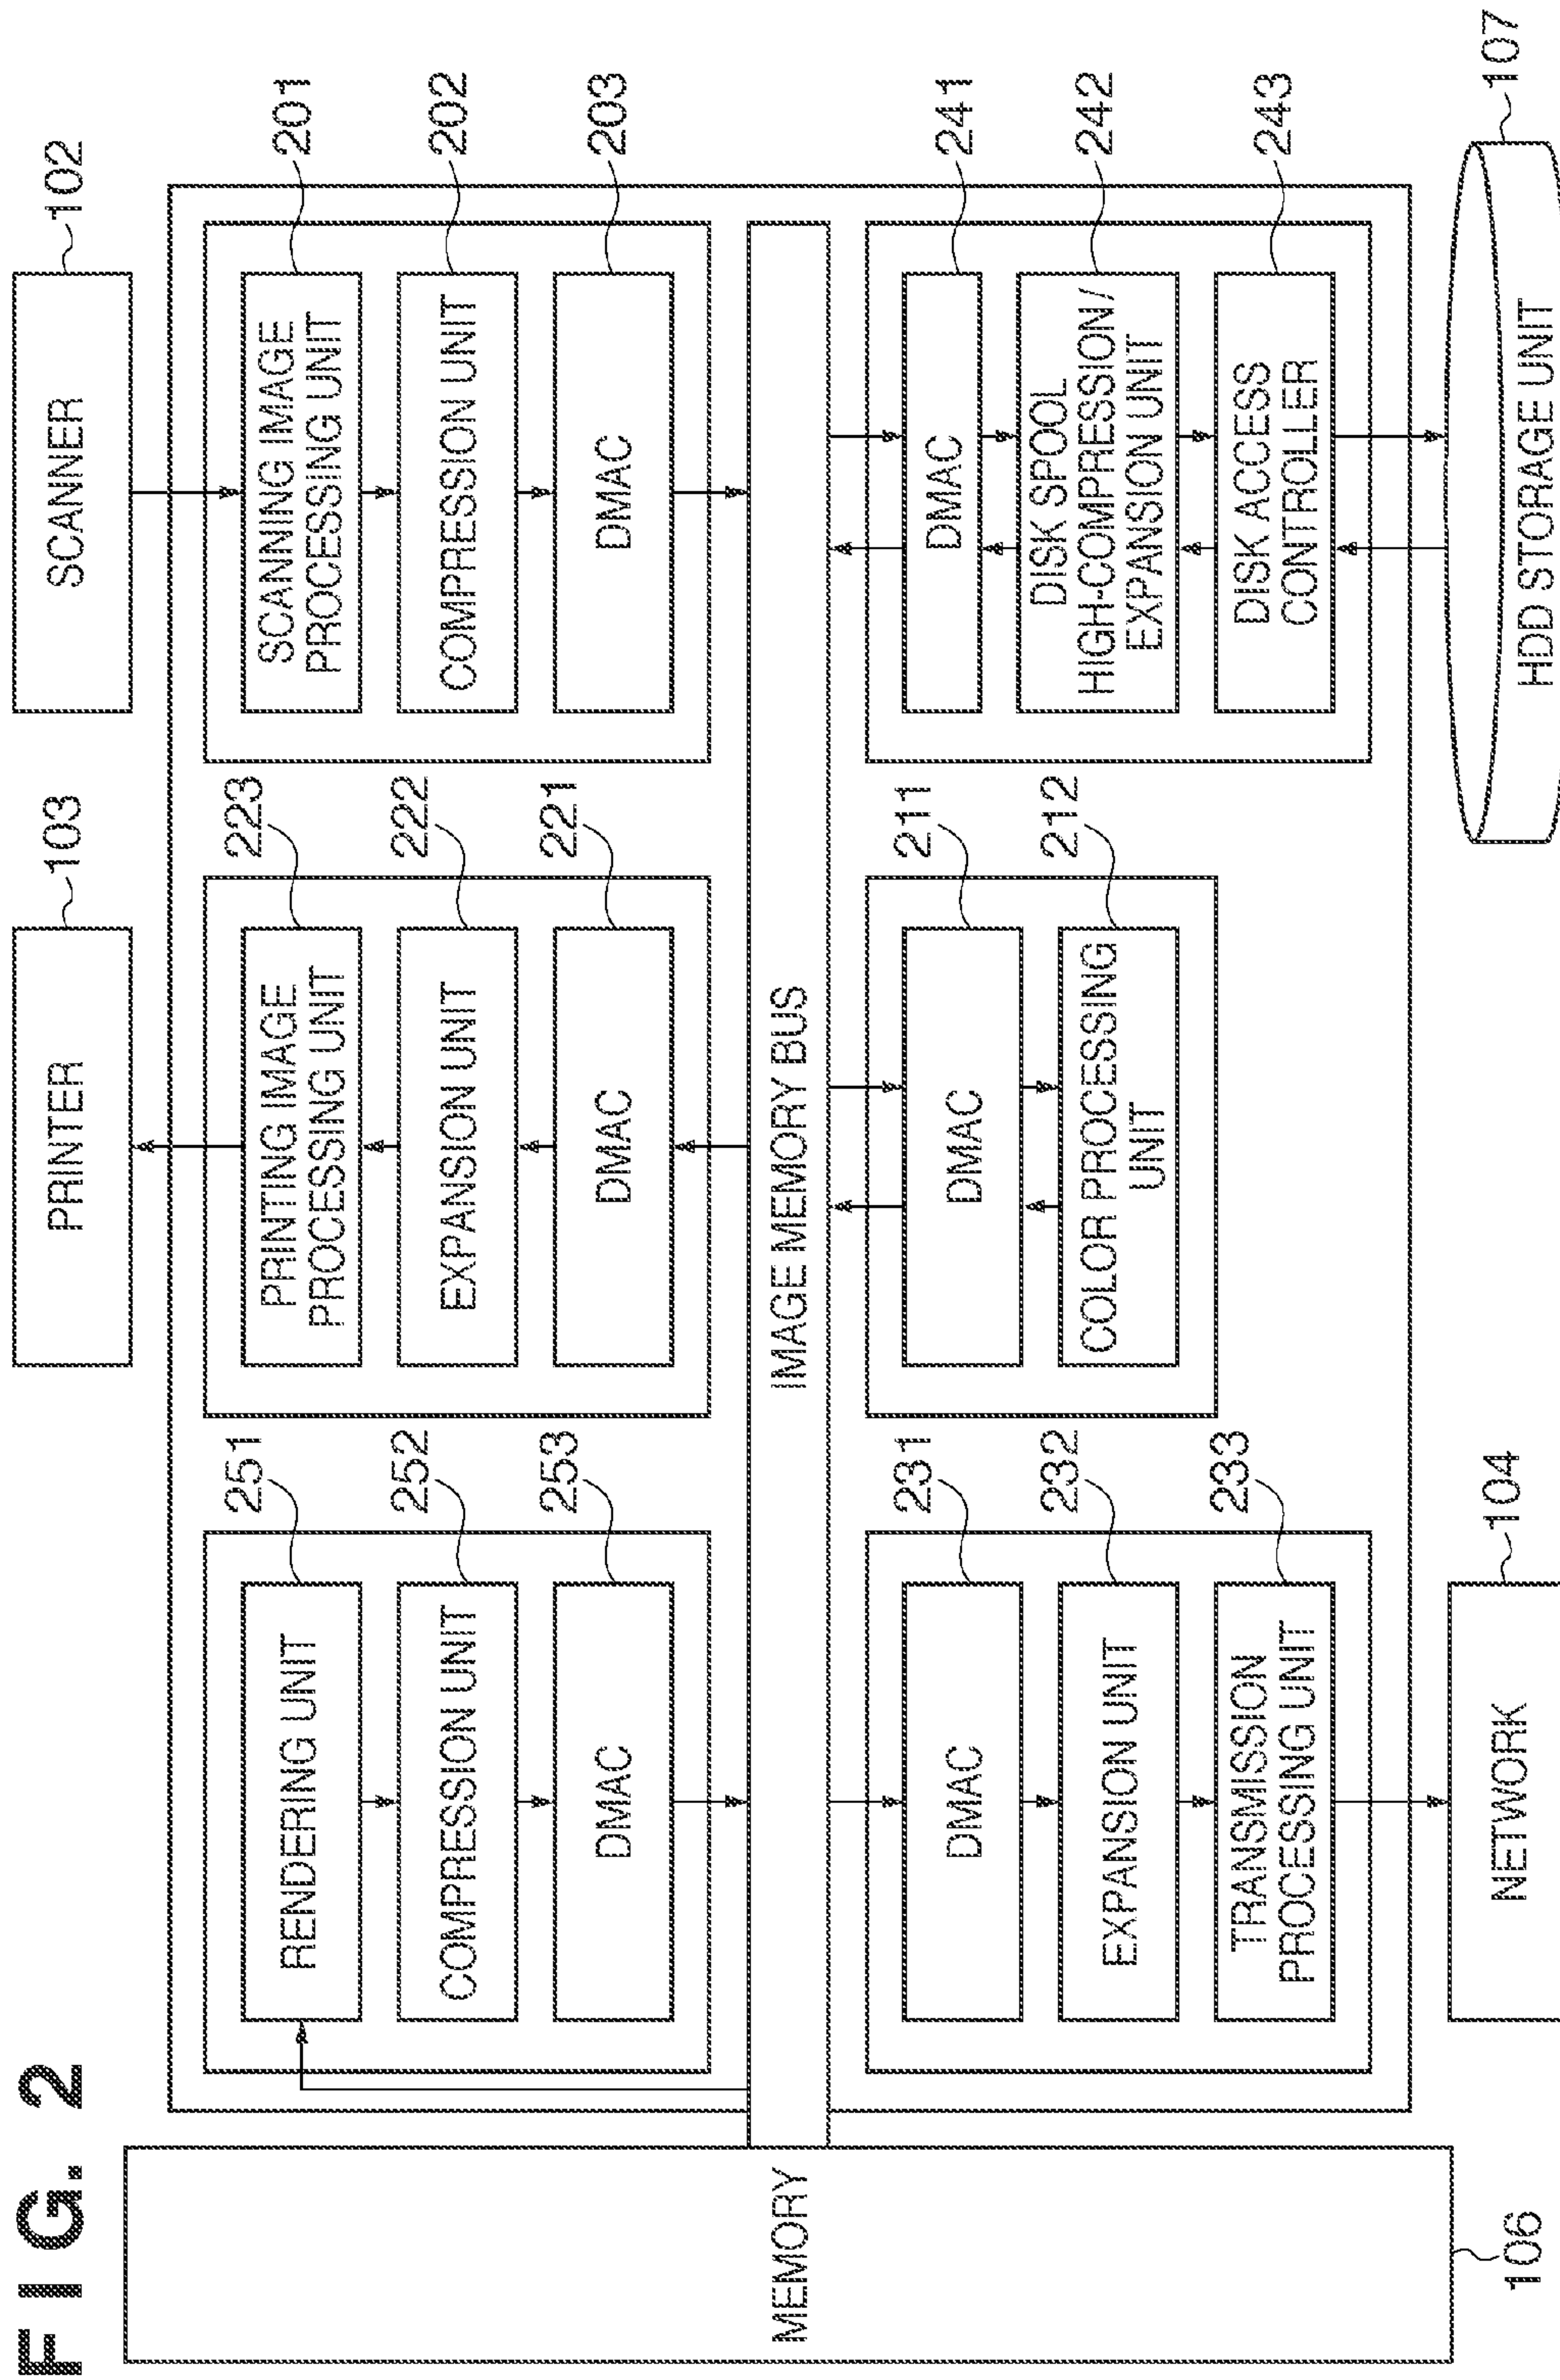 FIG. 2
MEMORY
106
RENDERING UNIT
251
COMPRESSION UNIT
252
DMAC
253
PRINTER
103
PRINTING IMAGE
PROCESSING UNIT
223
EXPANSION UNIT
222
DMAC
221
SCANNER
102
SCANNING IMAGE
PROCESSING UNIT
201
COMPRESSION UNIT
202
DMAC
203
IMAGE MEMORY BUS
DMAC
231
EXPANSION UNIT
232
TRANSMISSION
PROCESSING UNIT
233
NETWORK
104
DMAC
211
COLOR PROCESSING
UNIT
212
DMAC
241
DISK SPOOL
HIGH-COMPRESSION /
EXPANSION UNIT
242
DISK ACCESS
CONTROLLER
243
HDD STORAGE UNIT
107